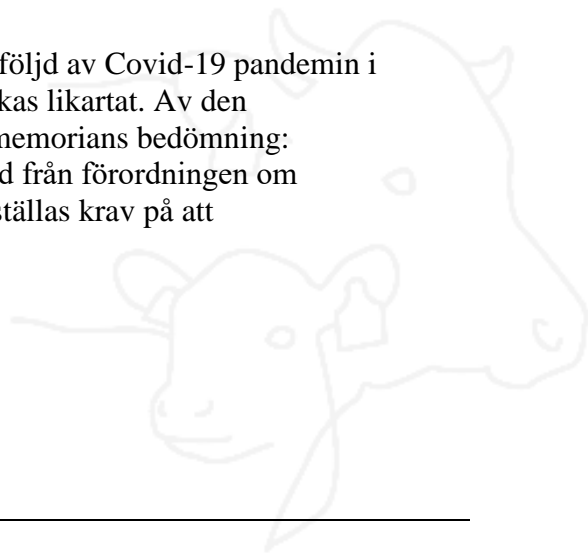 följd av Covid-19 pandemin i
kas likartat. Av den
memorians bedömning:
d från förordningen om
ställas krav på att